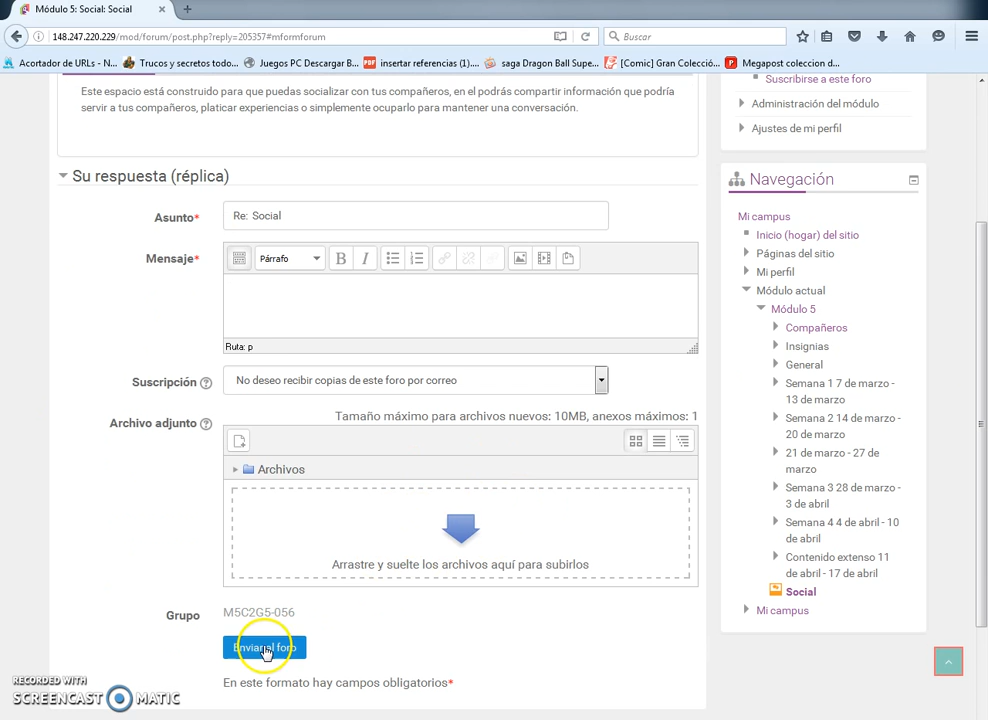 Módulo 5: Social: Social
148.247.220.229/mod/forum/post.php?reply=205357#mformforum
Buscar
Acortador de URLs - N...
Trucos y secretos todo...
Juegos PC Descargar B...
insertar referencias (1)....
saga Dragon Ball Supe...
[Comic] Gran Colecció...
Megapost coleccion d...
Este espacio está construido para que puedas socializar con tus compañeros, en el podrás compartir información que podría
servir a tus compañeros, platicar experiencias o simplemente ocuparlo para mantener una conversación.
Su respuesta (réplica)
Asunto*
Re: Social
Mensaje*
Párrafo
B I
Ruta: p
Suscripción
No deseo recibir copias de este foro por correo
Archivo adjunto
Tamaño máximo para archivos nuevos: 10MB, anexos máximos: 1
Archivos
Arrastre y suelte los archivos aquí para subirlos
Grupo
M5C2G5-056
Enviar al foro
En este formato hay campos obligatorios*
Suscribirse a este foro
Administración del módulo
Ajustes de mi perfil
Navegación
Mi campus
Inicio (hogar) del sitio
Páginas del sitio
Mi perfil
Módulo actual
Módulo 5
Compañeros
Insignias
General
Semana 1 7 de marzo -
13 de marzo
Semana 2 14 de marzo -
20 de marzo
21 de marzo - 27 de
marzo
Semana 3 28 de marzo -
3 de abril
Semana 4 4 de abril - 10
de abril
Contenido extenso 11
de abril - 17 de abril
Social
Mi campus
RECORDED WITH
SCREENCAST MATIC